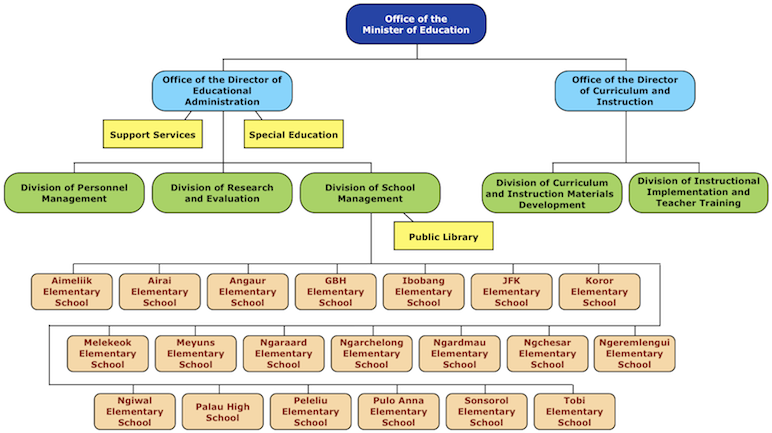 Office of the
Minister of Education
Office of the Director of
Educational
Administration
Office of the Director
of Curriculum and
Instruction
Support Services
Special Education
Division of Personnel
Management
Division of Research
and Evaluation
Division of School
Management
Division of Curriculum
and Instruction Materials
Development
Division of Instructional
Implementation and
Teacher Training
Public Library
Aimeliik
Elementary
School
Airai
Elementary
School
Angaur
Elementary
School
GBH
Elementary
School
Ibobang
Elementary
School
JFK
Elementary
School
Koror
Elementary
School
Melekeok
Elementary
School
Meyuns
Elementary
School
Ngaraard
Elementary
School
Ngarchelong
Elementary
School
Ngardmau
Elementary
School
Ngchesar
Elementary
School
Ngeremlengui
Elementary
School
Ngiwal
Elementary
School
Palau High
School
Peleliu
Elementary
School
Pulo Anna
Elementary
School
Sonsorol
Elementary
School
Tobi
Elementary
School